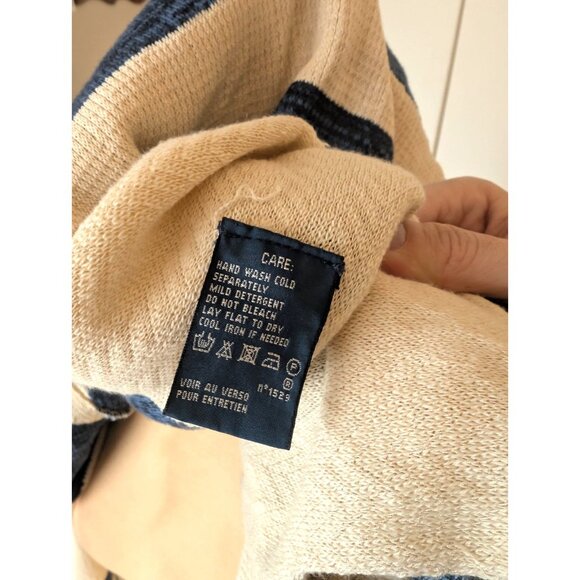 CARE:
HAND WASH COLD
SEPARATELY
MILD DETERGENT
DO NOT BLEACH
LAY FLAT TO DRY
COOL IRON IF NEEDED
P
®
VOIR AU VERSO n°1529
POUR ENTRETIEN